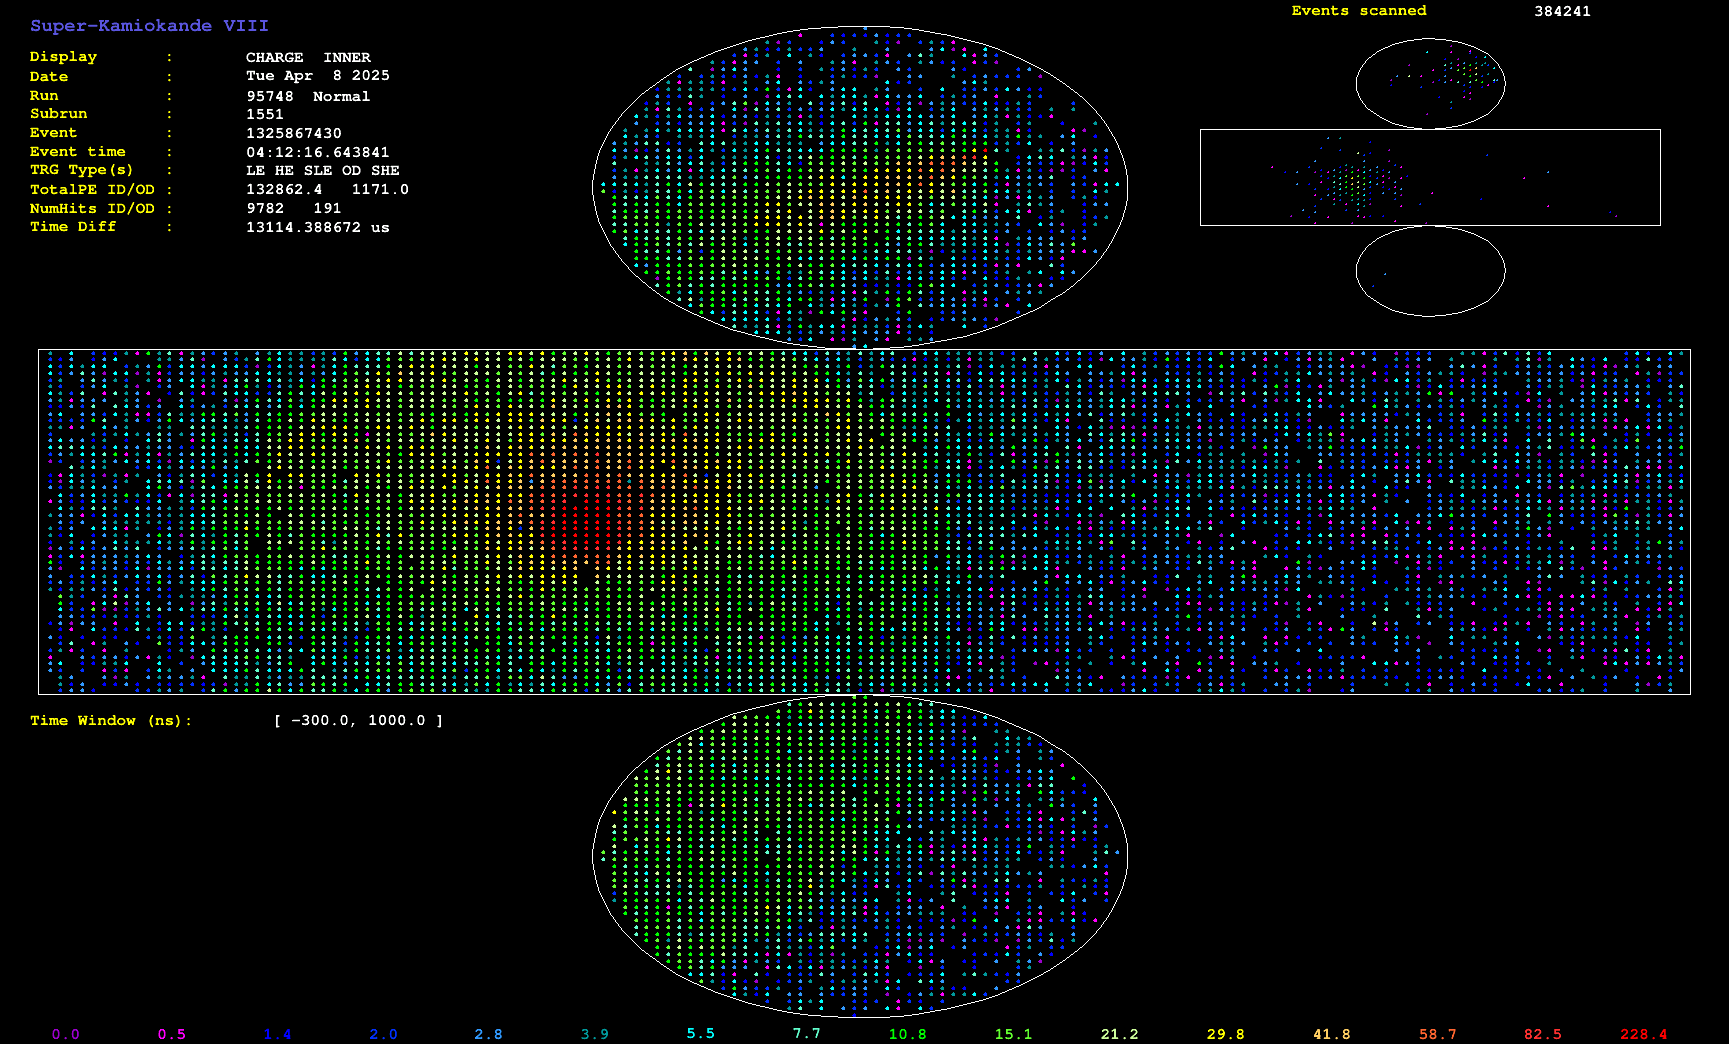 Super-Kamiokande VIII
Events scanned 384241
Display : CHARGE INNER
Date : Tue Apr 8 2025
Run : 95748 Normal
Subrun : 1551
Event : 1325867430
Event time : 04:12:16.643841
TRG Type(s) : LE HE SLE OD SHE
TotalPE ID/OD : 132862.4 1171.0
NumHits ID/OD : 9782 191
Time Diff : 13114.388672 us
Time Window (ns): [ -300.0, 1000.0 ]
0.0 0.5 1.4 2.0 2.8 3.9 5.5 7.7 10.8 15.1 21.2 29.8 41.8 58.7 82.5 228.4